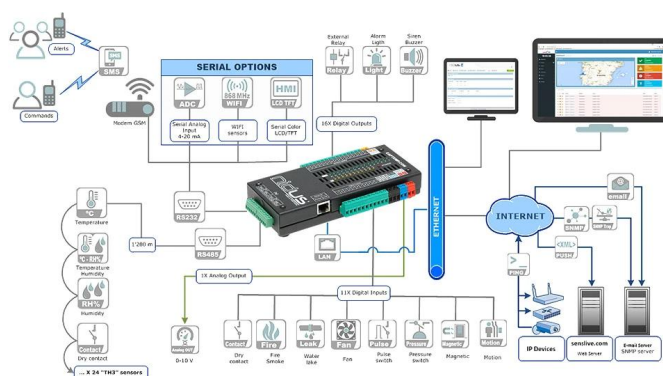 Alerts
SMS
Commands
Modem GSM
SERIAL OPTIONS
ADC
868 MHz
WIFI
HMI
LCD TFT
Serial Analog
Input
4-20 mA
WIFI
sensors
Serial Color
LCD/TFT
External
Relay
Relay
Alarm
Light
Siren
Buzzer
Buzzer
16X Digital Outputs
RS232
RS485
1'200 m
LAN
ETHERNET
INTERNET
email
SNMP
SNMP Trap
<XML>
PUSH
>_
PING
IP Devices
senslive.com
Web Server
E-mail Server
SNMP server
°C
Temperature
°C - RH%
Temperature
Humidity
RH%
Humidity
Contact
Dry contact
... X 24 "TH3" sensors
1X Analog Output
Analog OUT
0-10 V
11X Digital Inputs
Contact
Dry
contact
Fire
Fire
Smoke
Leak
Water
lake
Fan
Fan
Pulse
Pulse
switch
Pressure
Pressure
switch
Magnetic
Magnetic
Motion
Motion